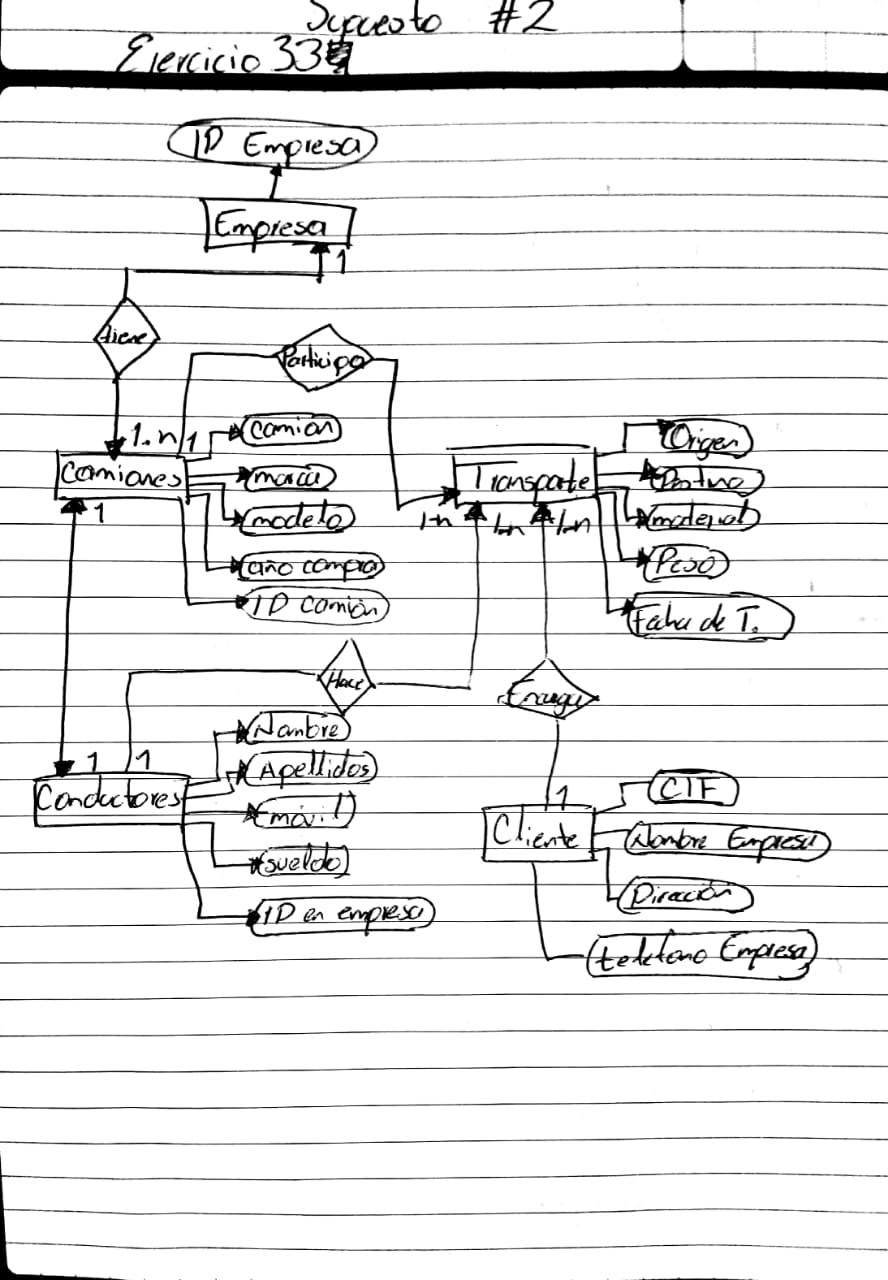 Supuesto #2
Ejercicio 33
ID Empresa
Empresa
1
tiene
Participa
1..n
1
Camiones
Camion
marca
modelo
año compra
ID camión
1
Transporte
1-n
1-n
1-n
Origen
Destino
material
Peso
Fecha de T.
Hace
Encarga
1
1
Conductores
Nombre
Apellidos
móvil
sueldo
ID en empresa
1
Cliente
CIF
Nombre Empresa
Dirección
telefono Empresa